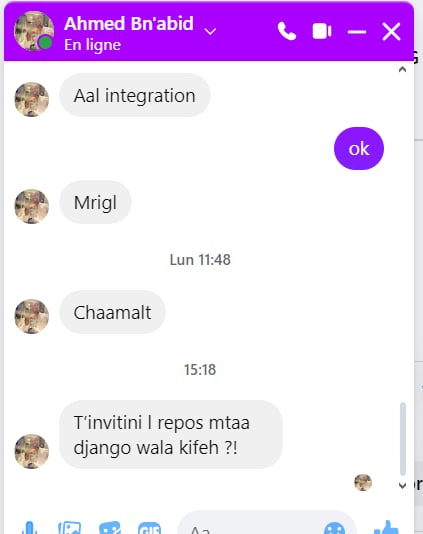 Ahmed Bn'abid
En ligne
Aal integration
ok
Mrigl
Lun 11:48
Chaamalt
15:18
T'invitini l repos mtaa
django wala kifeh ?!
GIF
Aa